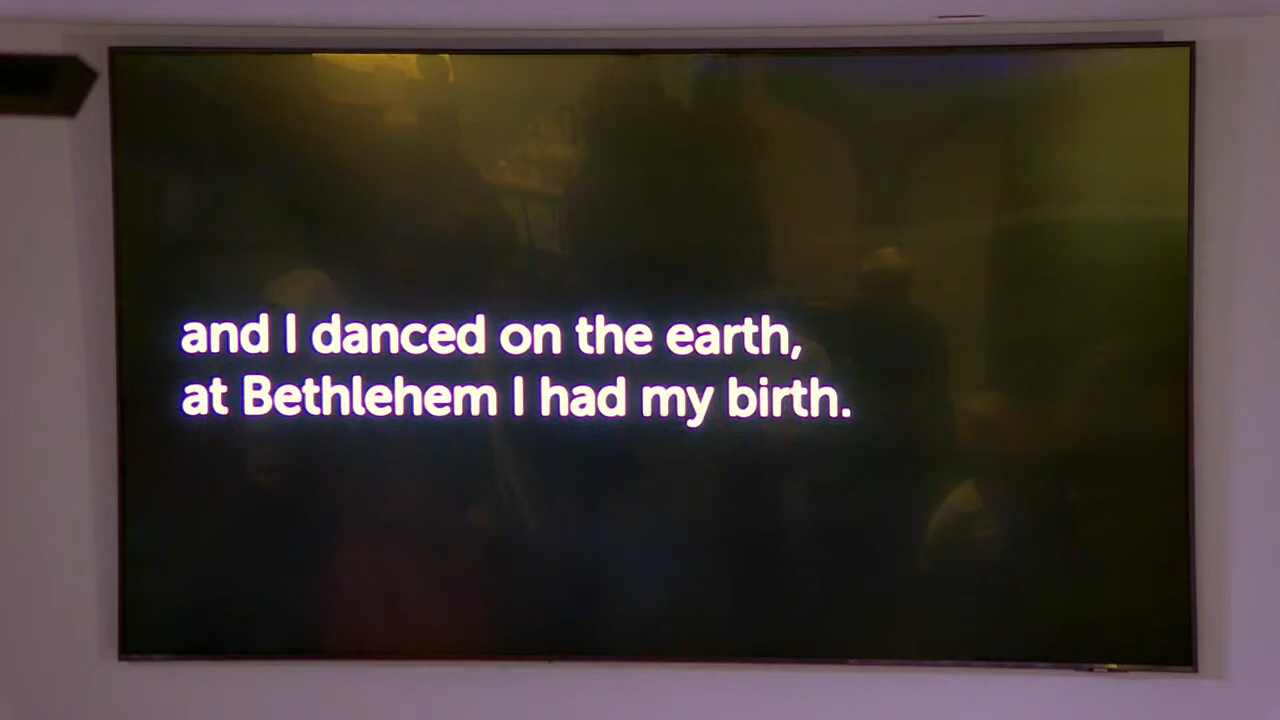 and I danced on the earth,
at Bethlehem I had my birth.